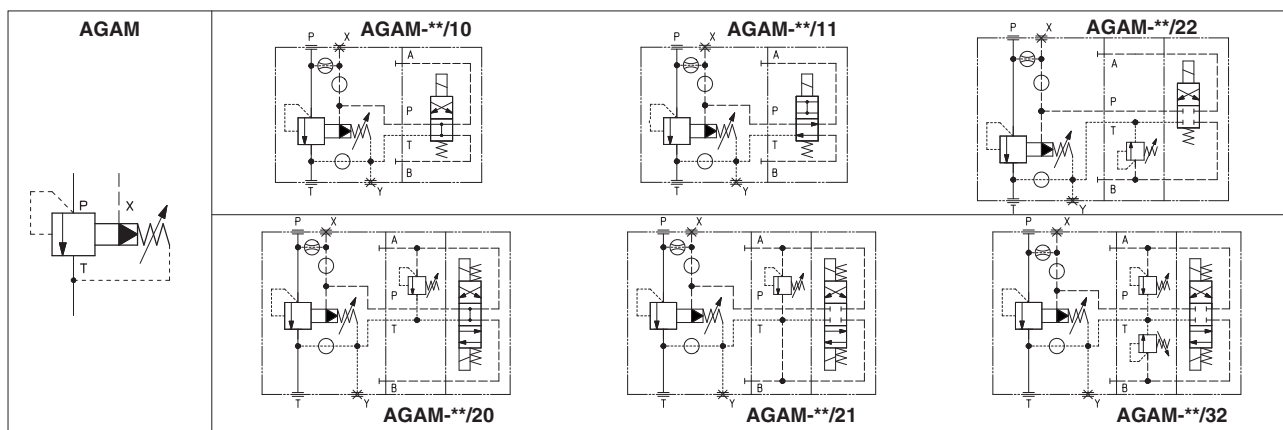 AGAM
P X
T
AGAM-**/10
P X
A
P
T
B
T Y
AGAM-**/11
P X
A
P
T
B
T Y
AGAM-**/22
P X
A
P
T
B
T Y
P X
A
P
T
B
T Y
AGAM-**/20
P X
A
P
T
B
T Y
AGAM-**/21
P X
A
P
T
B
T Y
AGAM-**/32